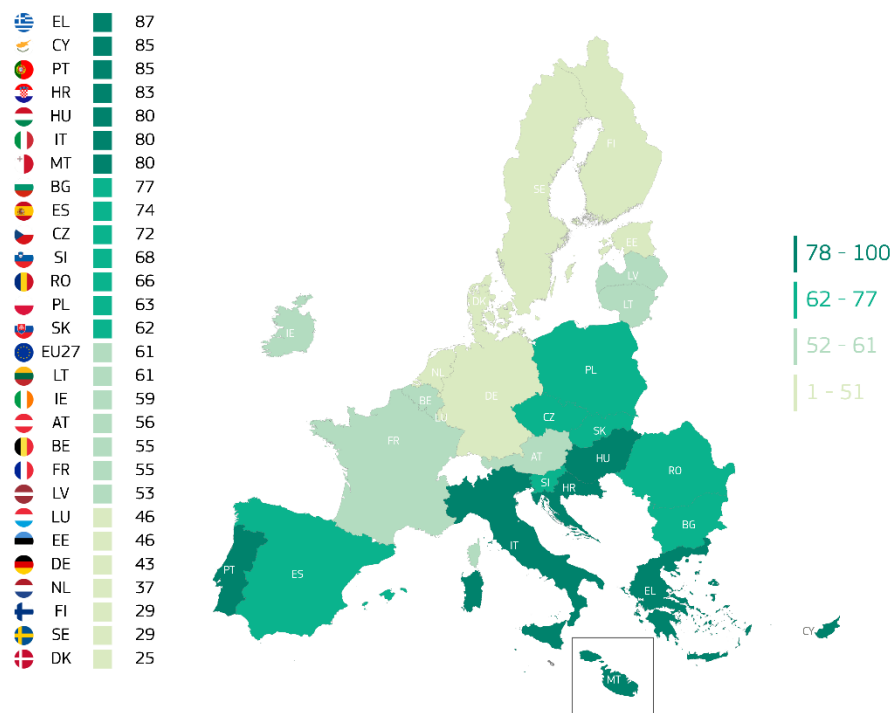 EL 87
CY 85
PT 85
HR 83
HU 80
IT 80
MT 80
BG 77
ES 74
CZ 72
SI 68
RO 66
PL 63
SK 62
EU27 61
LT 61
IE 59
AT 56
BE 55
FR 55
LV 53
LU 46
EE 46
DE 43
NL 37
FI 29
SE 29
DK 25
FI
SE
EE
LV
LT
DK
IE
NL
PL
BE
DE
LU
CZ
SK
FR
AT
HU
SI
HR
RO
BG
IT
PT
ES
EL
CY
MT
78 - 100
62 - 77
52 - 61
1 - 51